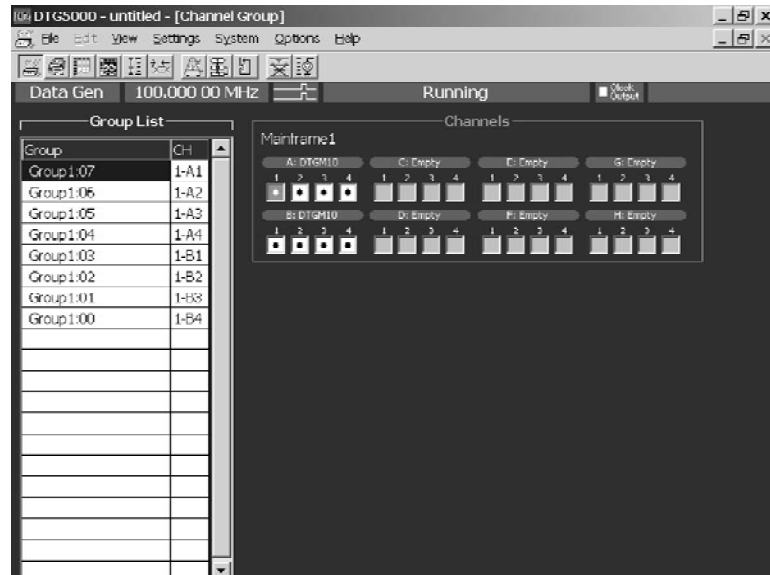 DTG5000 - untitled - [Channel Group]
File Edit View Settings System Options Help
Data Gen 100.000 00 MHz Running Clock Output
Group List
Channels
Mainframe1
Group CH
A: DTGM10 C: Empty E: Empty G: Empty
1 2 3 4 1 2 3 4 1 2 3 4 1 2 3 4
B: DTGM10 D: Empty F: Empty H: Empty
1 2 3 4 1 2 3 4 1 2 3 4 1 2 3 4
Group1:07 1-A1
Group1:06 1-A2
Group1:05 1-A3
Group1:04 1-A4
Group1:03 1-B1
Group1:02 1-B2
Group1:01 1-B3
Group1:00 1-B4